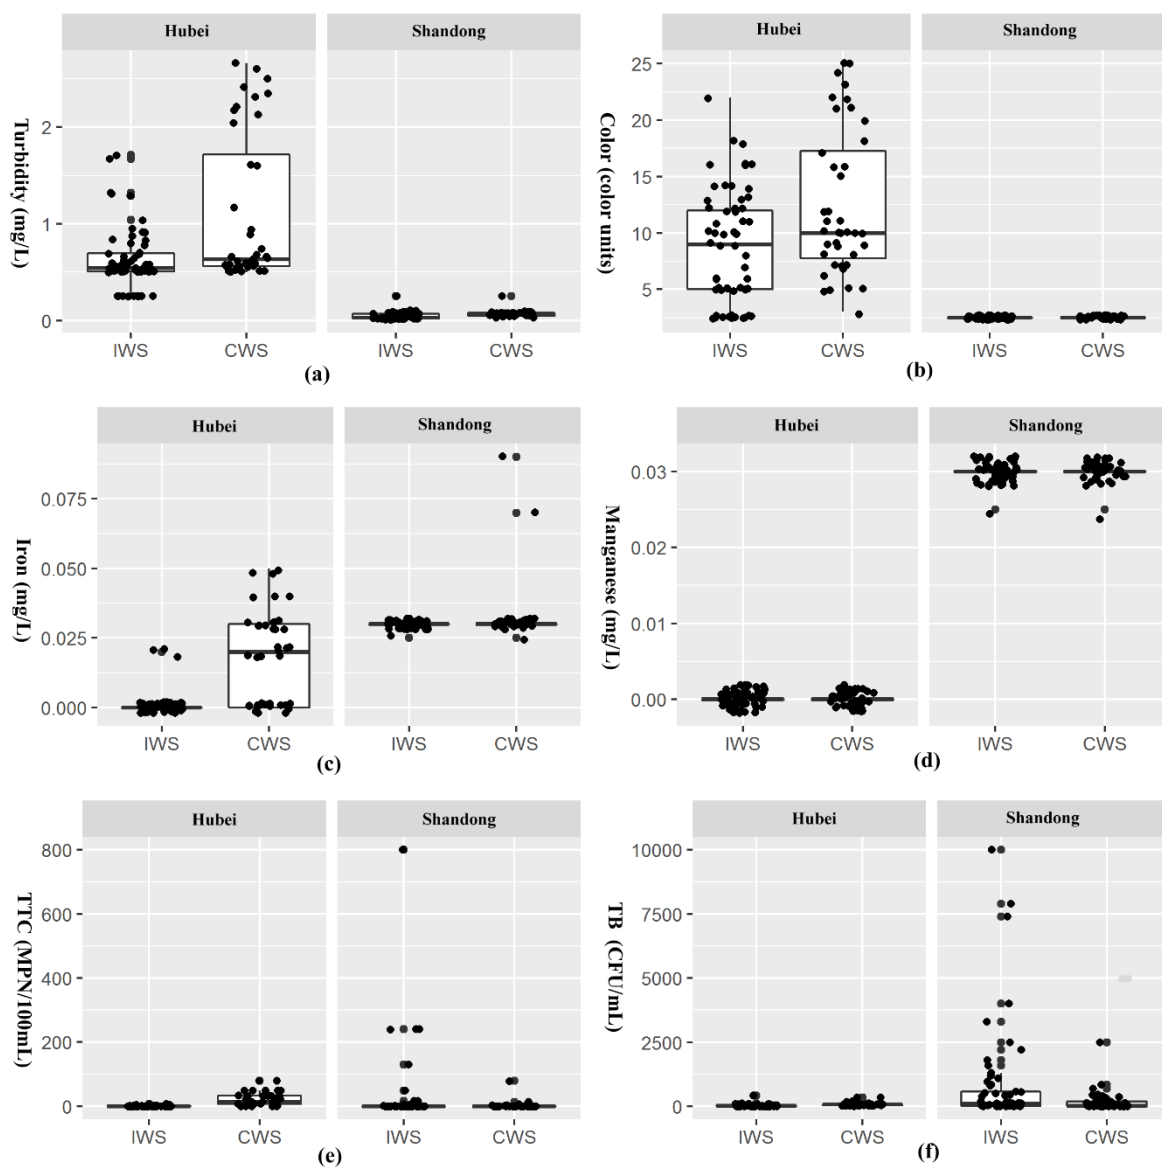 Hubei Shandong
Turbidity (mg/L)
2
1
0
IWS CWS IWS CWS
(a)
Hubei Shandong
Color (color units)
25
20
15
10
5
IWS CWS IWS CWS
(b)
Hubei Shandong
Iron (mg/L)
0.075
0.050
0.025
0.000
IWS CWS IWS CWS
(c)
Hubei Shandong
Manganese (mg/L)
0.03
0.02
0.01
0.00
IWS CWS IWS CWS
(d)
Hubei Shandong
TTC (MPN/100mL)
800
600
400
200
0
IWS CWS IWS CWS
(e)
Hubei Shandong
TB (CFU/mL)
10000
7500
5000
2500
0
IWS CWS IWS CWS
(f)